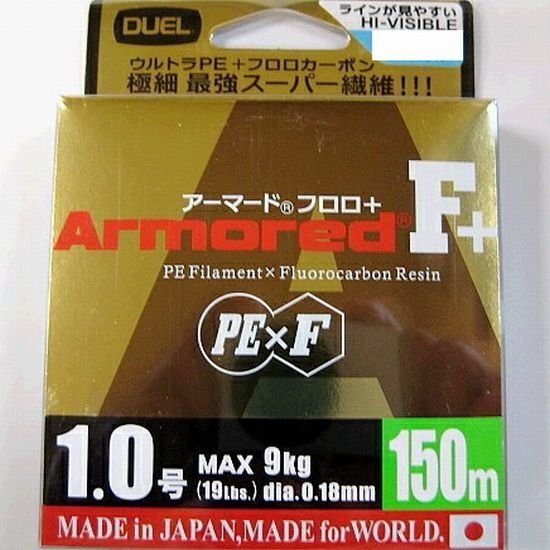 DUEL
ラインが見やすい
HI-VISIBLE
ウルトラPE+フロロカーボン
極細 最強スーパー繊維!!!
アーマード®フロロ+
Armored® F+
PE Filament×Fluorocarbon Resin
PE×F
1.0号 MAX 9kg (19Lbs.) dia.0.18mm 150m
MADE in JAPAN, MADE for WORLD.